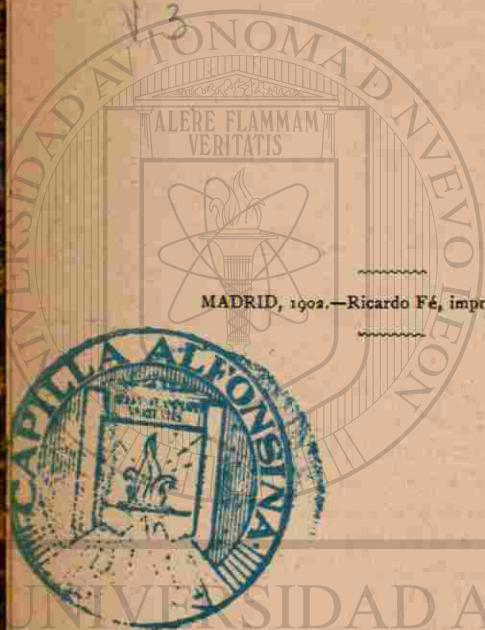 V.3
UNIVERSIDAD AUTONOMA DE NUEVO LEON
ALERE FLAMMAM
VERITATIS
MADRID, 1902.—Ricardo Fé, impr
CAPILLA ALFONSINA
UNIVERSIDAD A